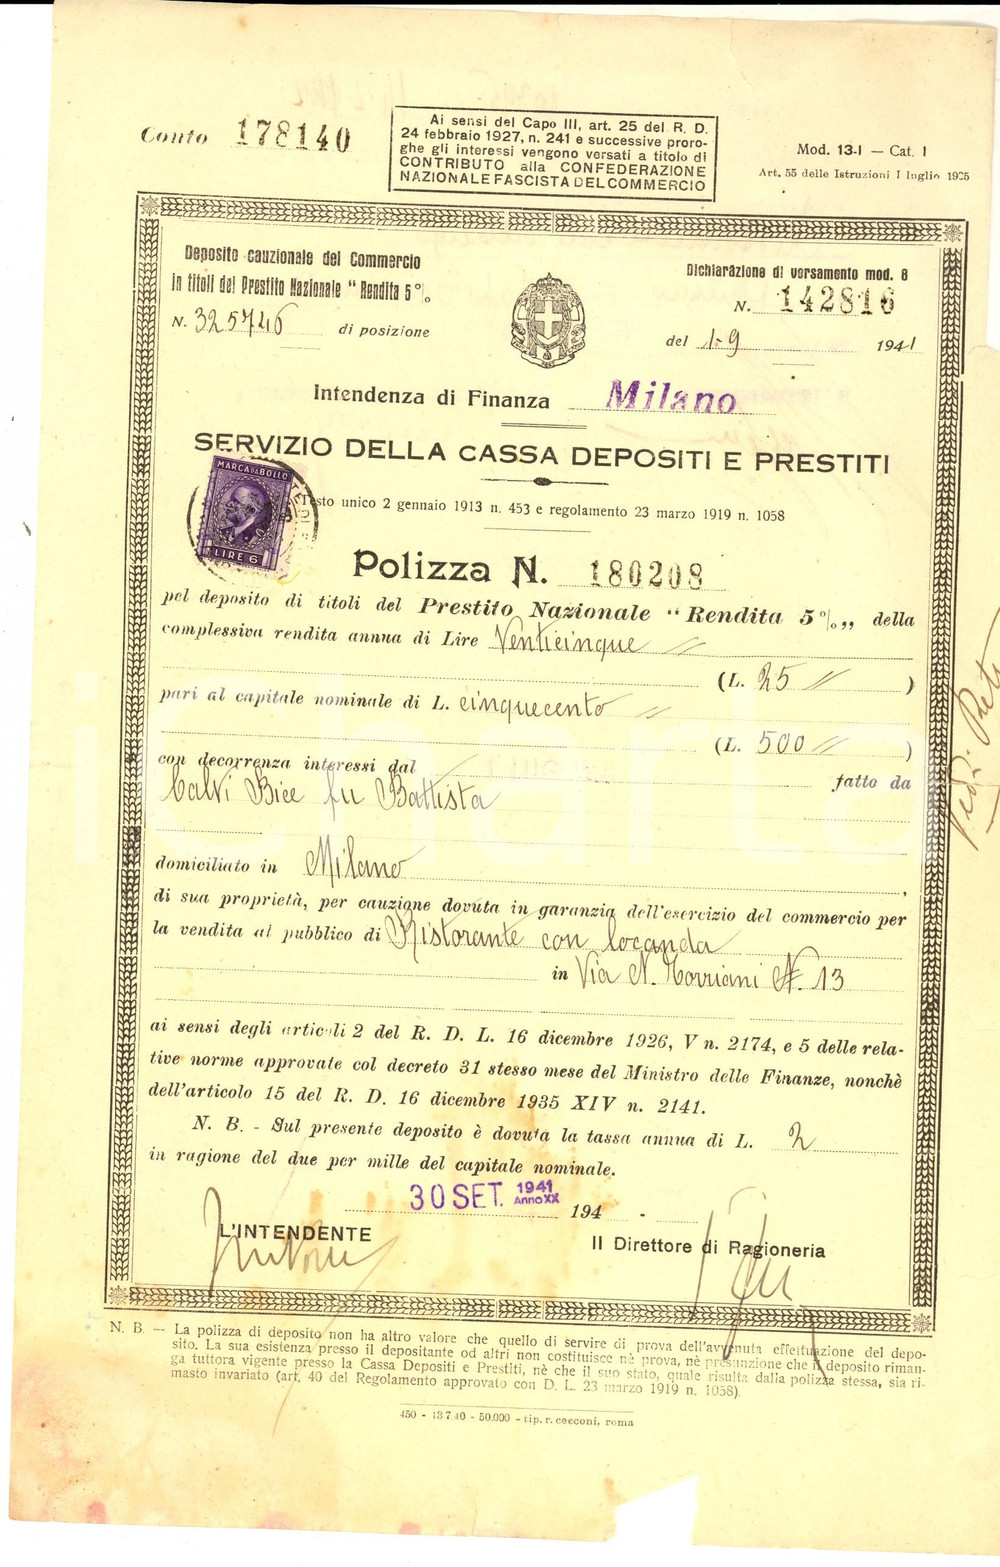 Conto 178140
Ai sensi del Capo III, art. 25 del R. D.
24 febbraio 1927, n. 241 e successive proro-
ghe gli interessi vengono versati a titolo di
CONTRIBUTO alla CONFEDERAZIONE
NAZIONALE FASCISTA DEL COMMERCIO
Mod. 13-I — Cat. I
Art. 55 delle Istruzioni I luglio 1925
Deposito cauzionale del Commercio
in titoli del Prestito Nazionale "Rendita 5%
N. 325746 di posizione
Dichiarazione di versamento mod. 8
N. 142816
del 1-9 1941
Intendenza di Finanza Milano
SERVIZIO DELLA CASSA DEPOSITI E PRESTITI
MARCA DA BOLLO
LIRE 6
Testo unico 2 gennaio 1913 n. 453 e regolamento 23 marzo 1919 n. 1058
Polizza N. 180208
pel deposito di titoli del Prestito Nazionale "Rendita 5%„ della
complessiva rendita annua di Lire Venticinque //
(L. 25 // )
pari al capitale nominale di L. cinquecento //
(L. 500 // )
con decorrenza interessi dal fatto da
Calvi Bice fu Battista
domiciliato in Milano ,
di sua proprietà, per cauzione dovuta in garanzia dell'esercizio del commercio per
la vendita al pubblico di Ristorante con locanda
in Via N. Torriani N. 13
ai sensi degli articoli 2 del R. D. L. 16 dicembre 1926, V n. 2174, e 5 delle rela-
tive norme approvate col decreto 31 stesso mese del Ministro delle Finanze, nonchè
dell'articolo 15 del R. D. 16 dicembre 1935 XIV n. 2141.
N. B. - Sul presente deposito è dovuta la tassa annua di L. 2
in ragione del due per mille del capitale nominale.
30 SET. 1941 Anno XX 194 -
L'INTENDENTE
Il Direttore di Ragioneria
N. B. — La polizza di deposito non ha altro valore che quello di servire di prova dell'avvenuta effettuazione del depo-
sito. La sua esistenza presso il depositante od altri non costituisce nè prova, nè presunzione che il deposito riman-
ga tuttora vigente presso la Cassa Depositi e Prestiti, nè che il suo stato, quale risulta dalla polizza stessa, sia ri-
masto invariato (art. 40 del Regolamento approvato con D. L. 23 marzo 1919 n. 1058).
450 - 13740 - 50.000 - tip. r. cecconi, roma